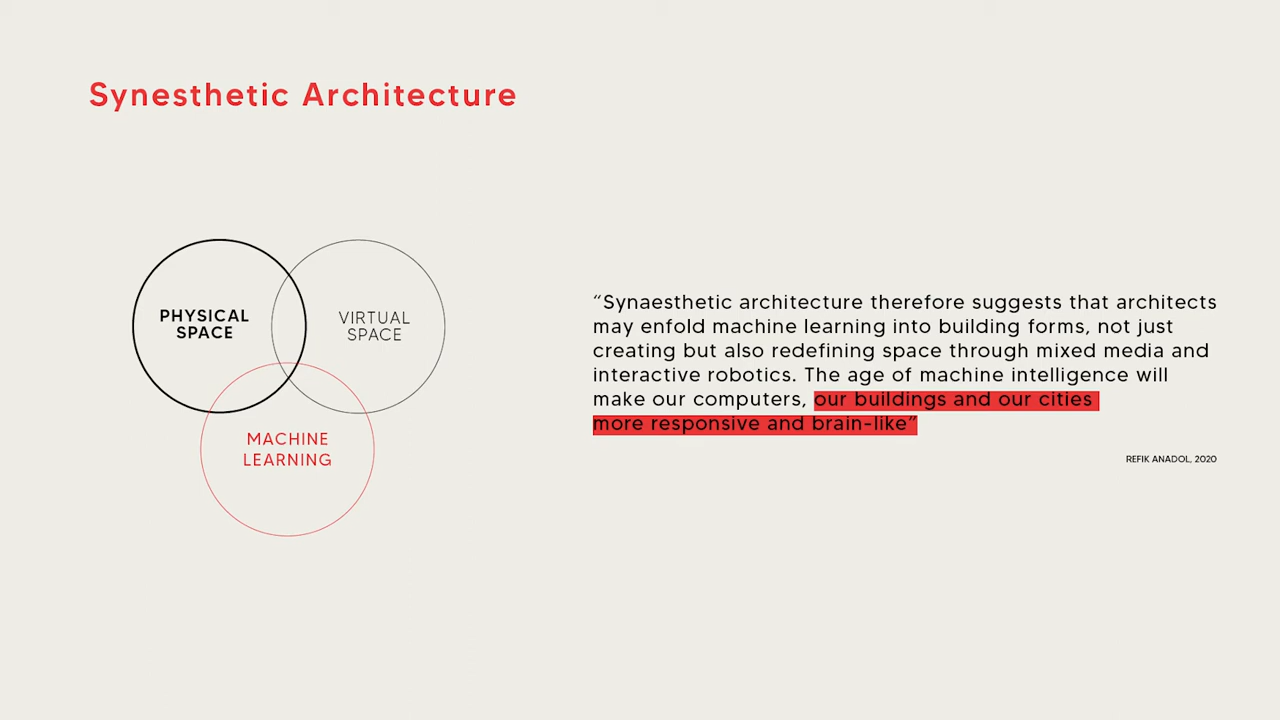 Synesthetic Architecture
PHYSICAL
SPACE
VIRTUAL
SPACE
MACHINE
LEARNING
“Synaesthetic architecture therefore suggests that architects
may enfold machine learning into building forms, not just
creating but also redefining space through mixed media and
interactive robotics. The age of machine intelligence will
make our computers, our buildings and our cities
more responsive and brain-like”
REFIK ANADOL, 2020